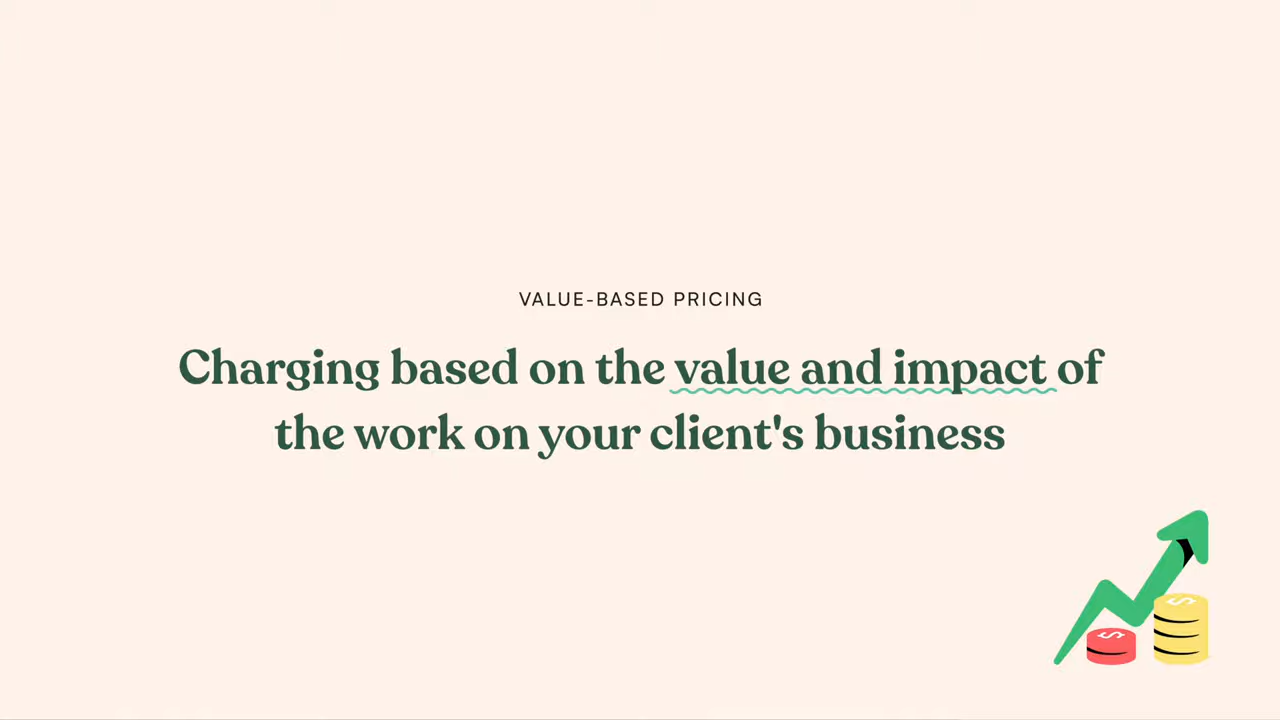 VALUE-BASED PRICING
Charging based on the value and impact of
the work on your client's business
$
$